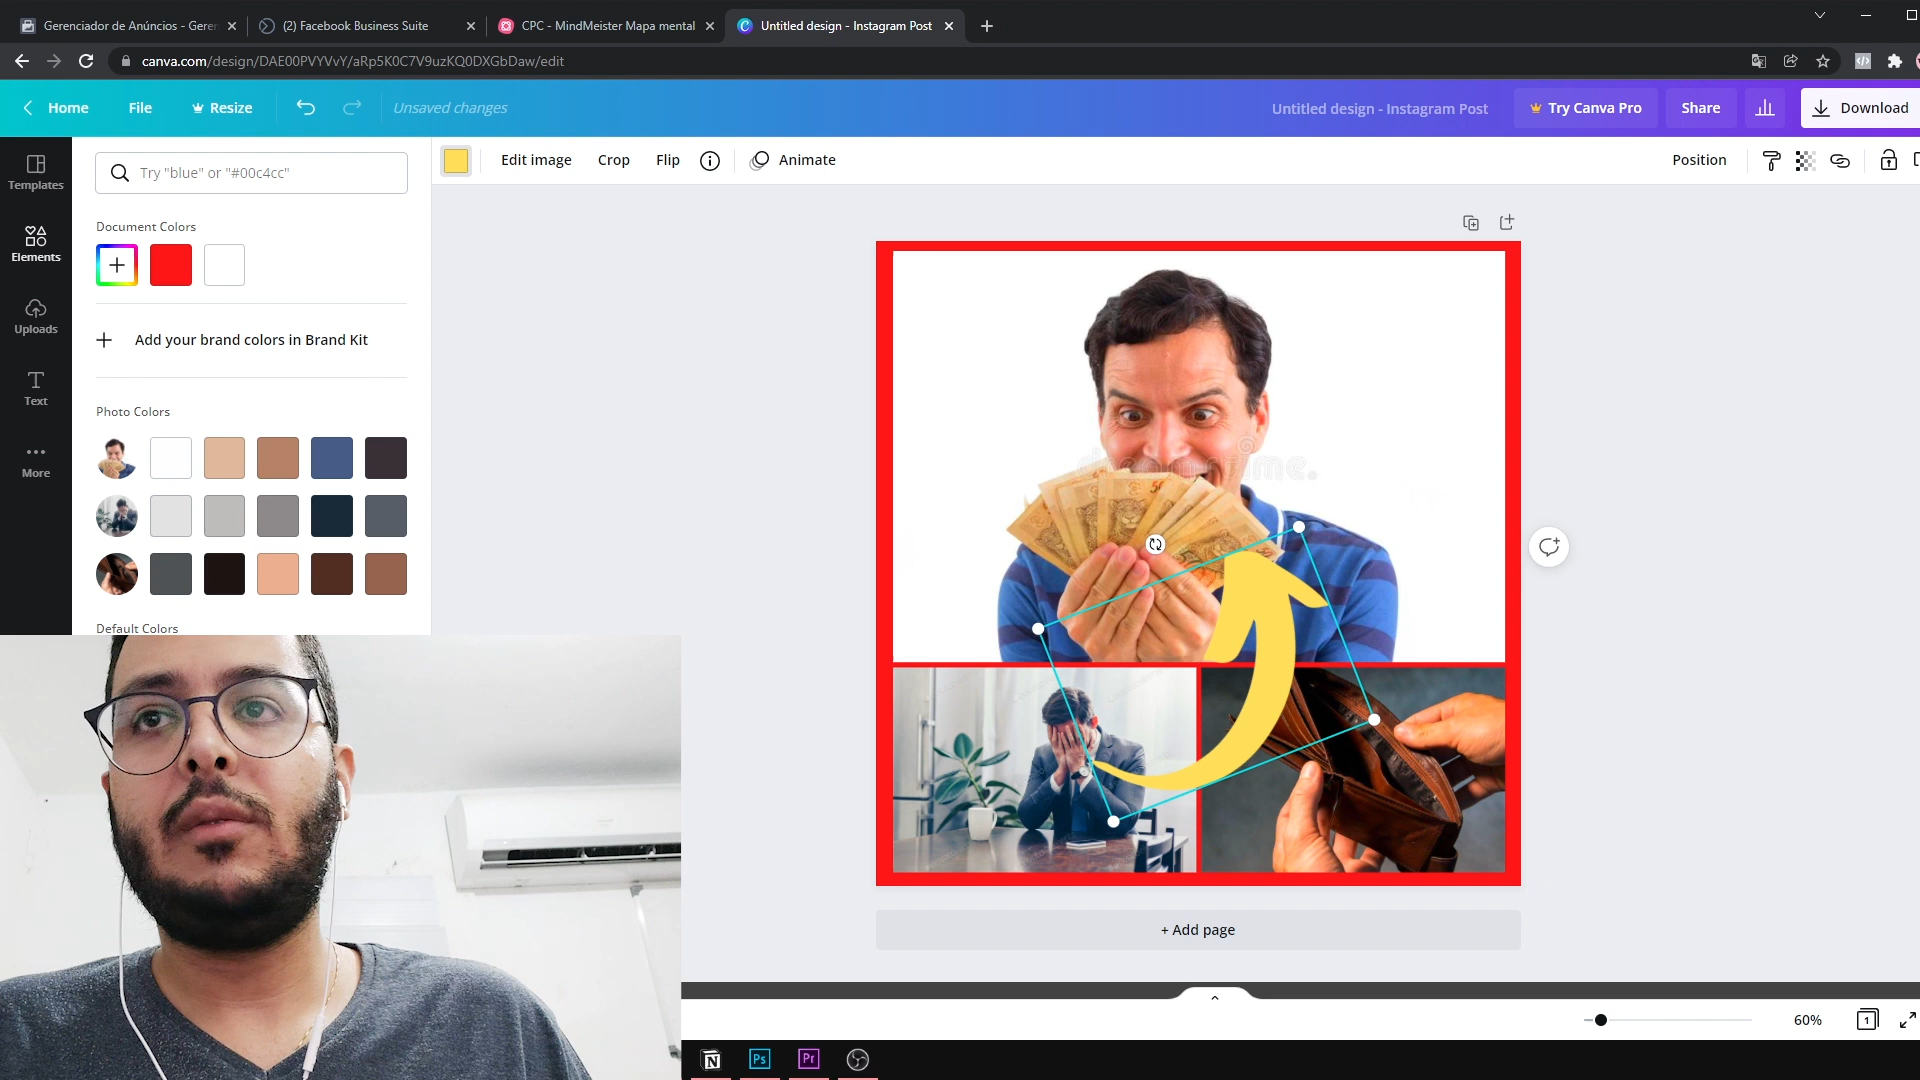 Gerenciador de Anúncios - Geren
(2) Facebook Business Suite
CPC - MindMeister Mapa mental
Untitled design - Instagram Post
canva.com/design/DAE00PVYVvY/aRp5K0C7V9uzKQ0DXGbDaw/edit
Home
File
Resize
Unsaved changes
Untitled design - Instagram Post
Try Canva Pro
Share
Download
Templates
Elements
Uploads
Text
More
Try "blue" or "#00c4cc"
Document Colors
Add your brand colors in Brand Kit
Photo Colors
Default Colors
Edit image
Crop
Flip
Animate
Position
+ Add page
60%
1
N
Ps
Pr